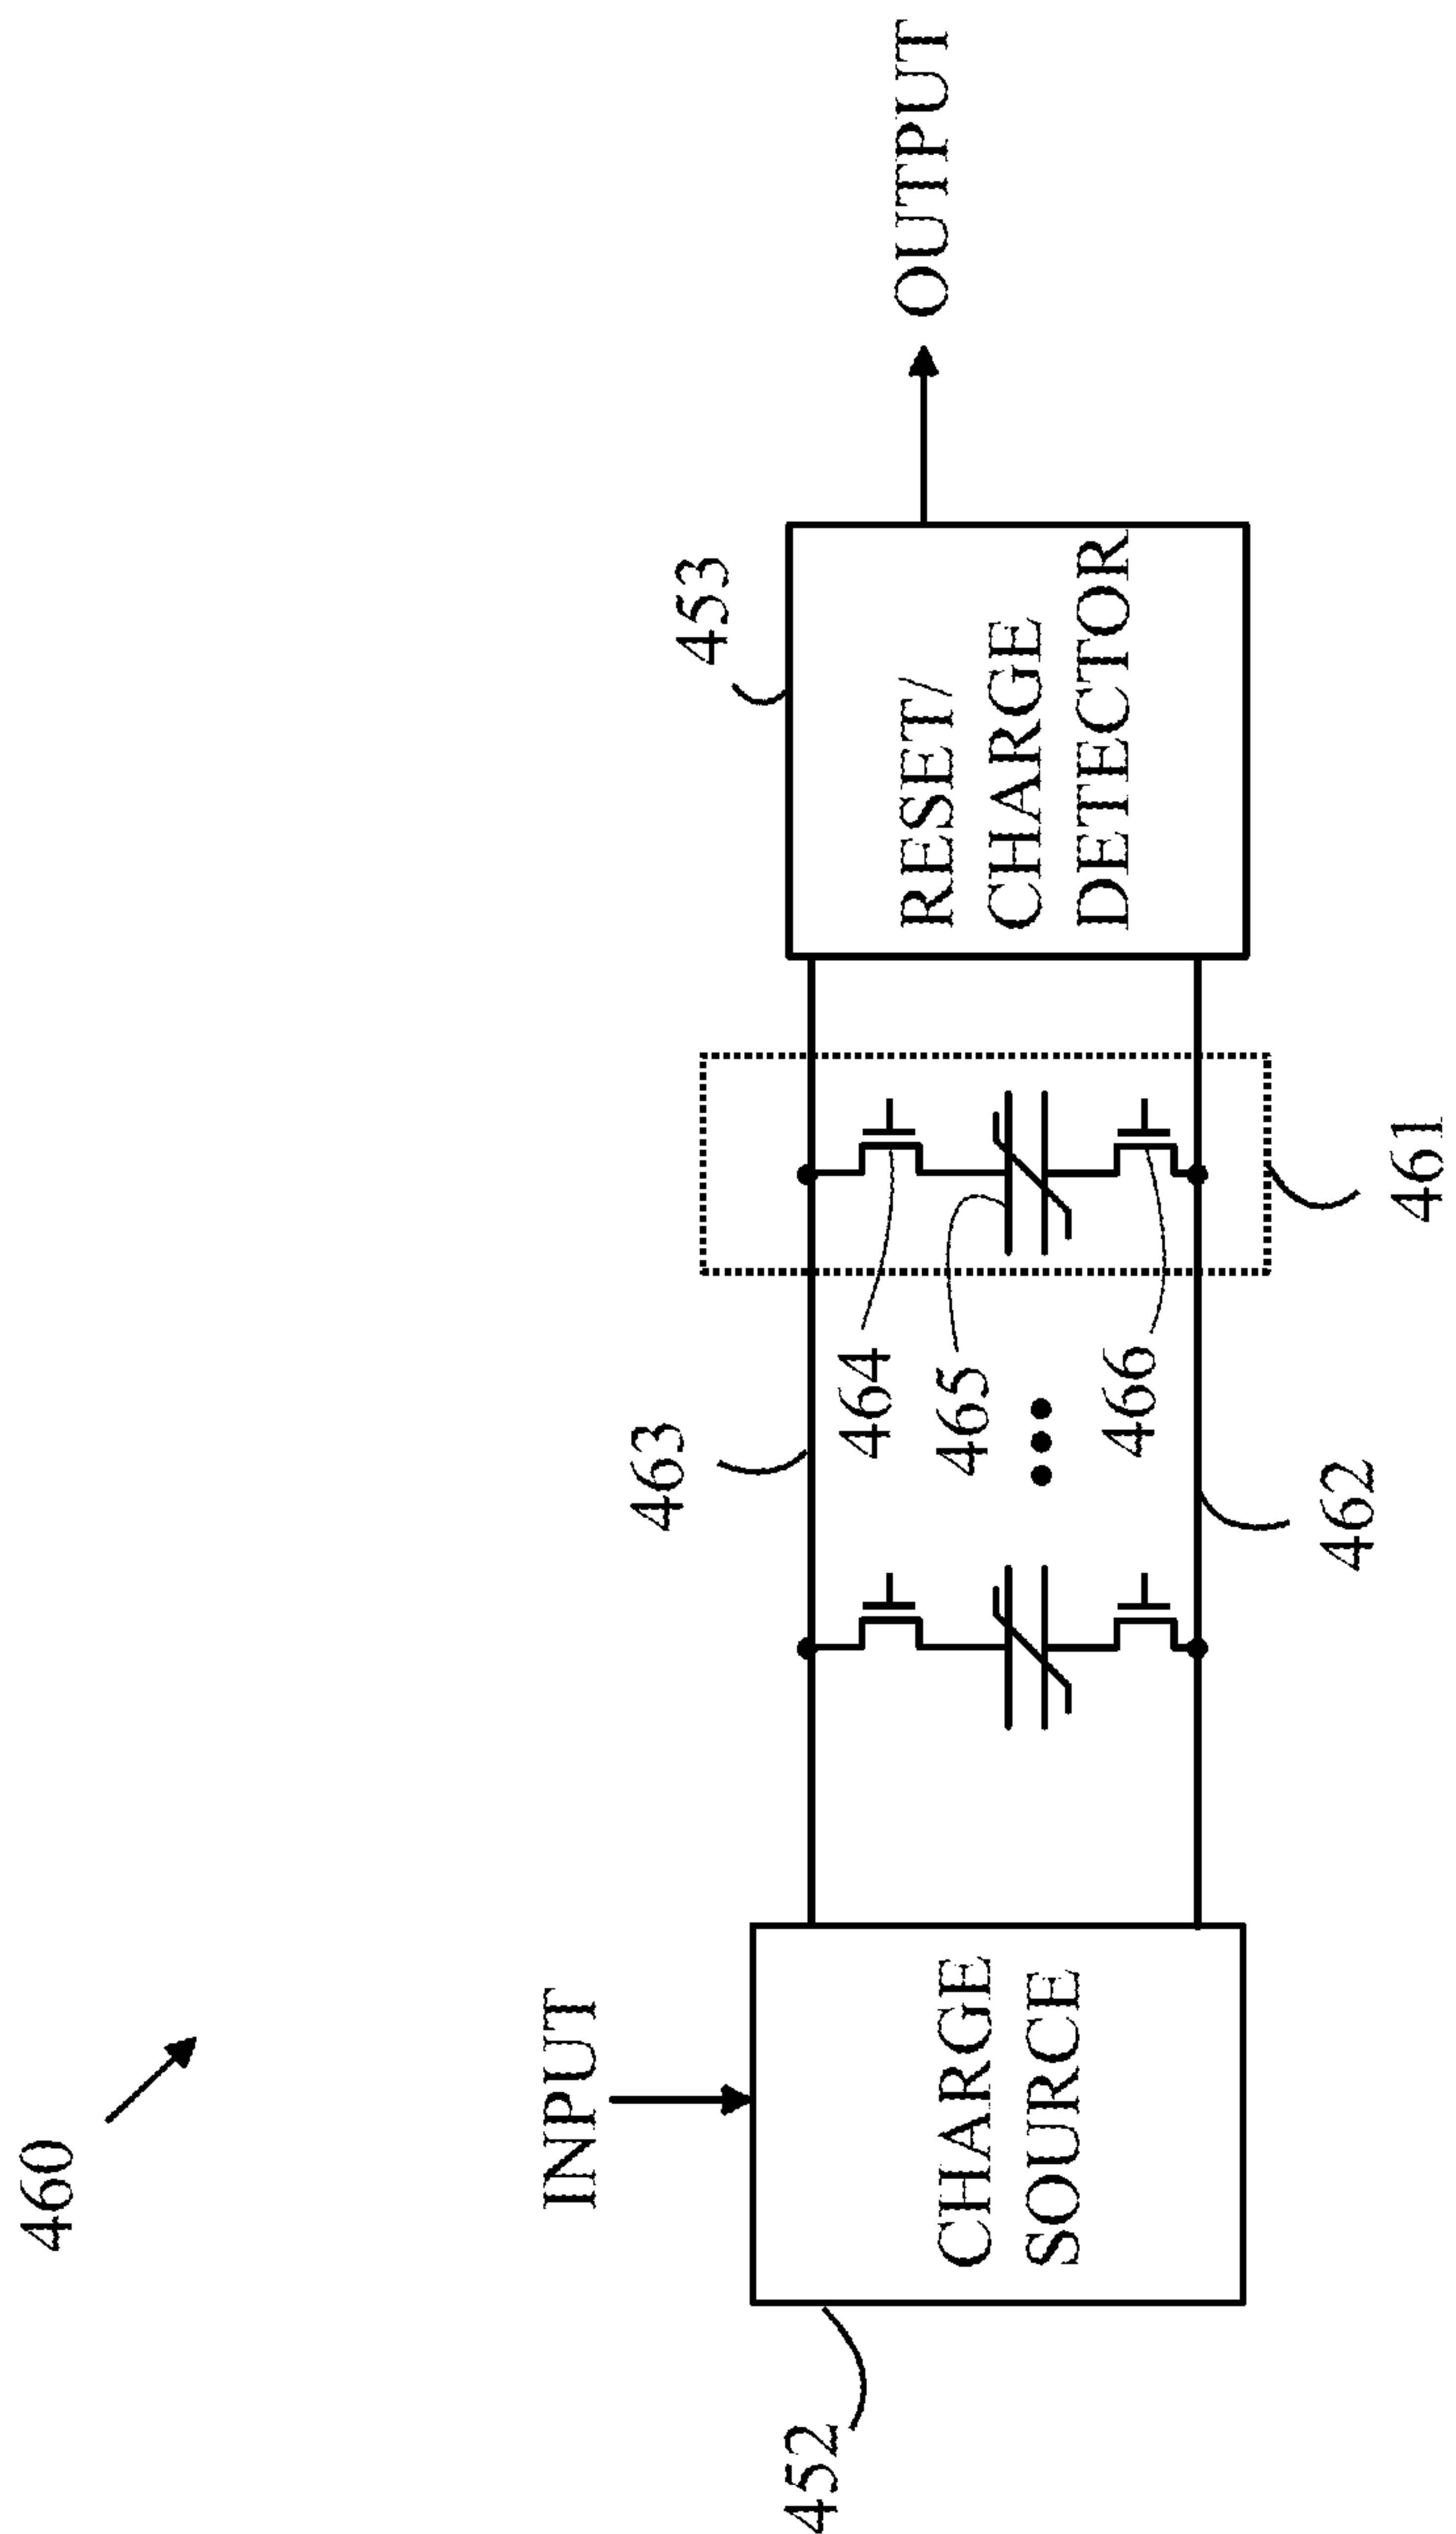 460
INPUT
452
CHARGE
SOURCE
463
464
465
466
462
461
453
RESET/
CHARGE
DETECTOR
OUTPUT